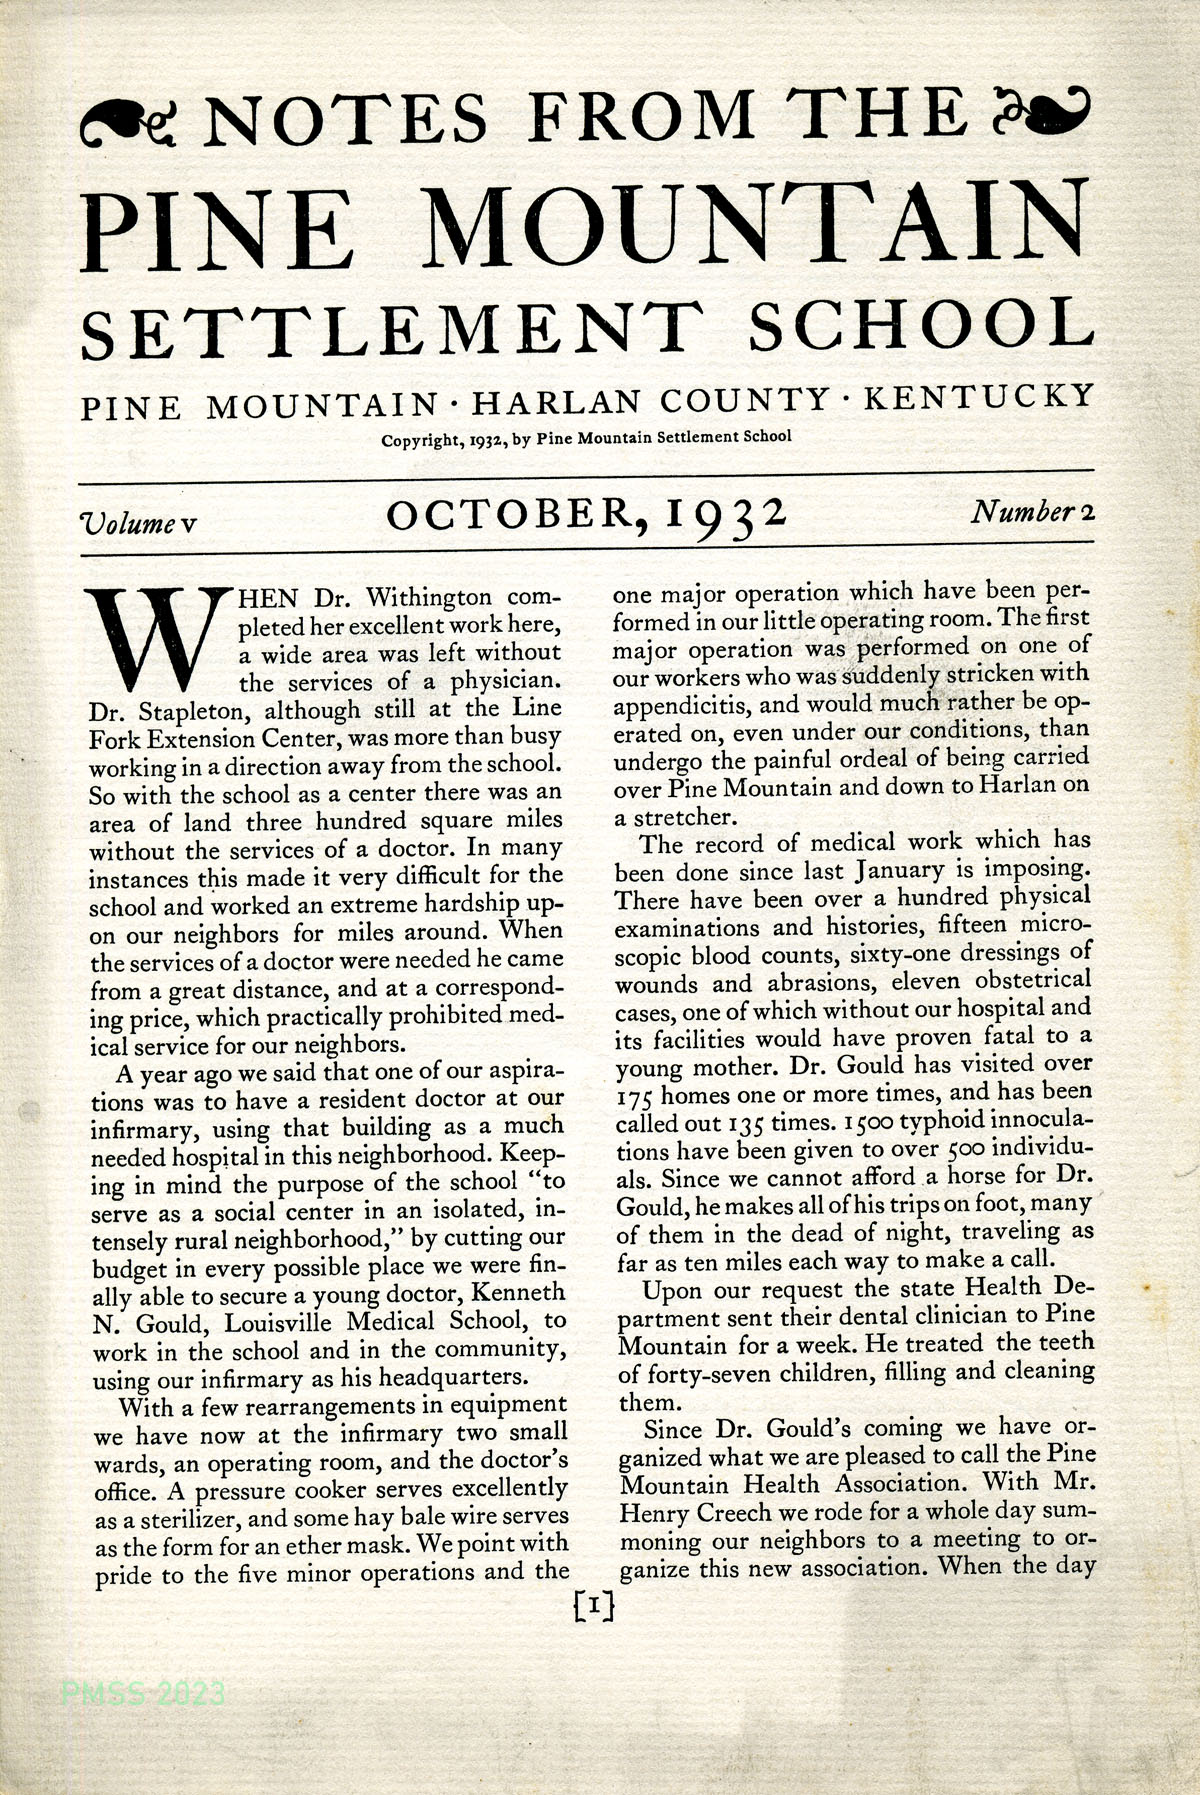 NOTES FROM THE
PINE MOUNTAIN
SETTLEMENT SCHOOL
PINE MOUNTAIN · HARLAN COUNTY · KENTUCKY
Copyright, 1932, by Pine Mountain Settlement School
Volume V OCTOBER, 1932 Number 2
WHEN Dr. Withington com-
pleted her excellent work here,
a wide area was left without
the services of a physician.
Dr. Stapleton, although still at the Line
Fork Extension Center, was more than busy
working in a direction away from the school.
So with the school as a center there was an
area of land three hundred square miles
without the services of a doctor. In many
instances this made it very difficult for the
school and worked an extreme hardship up-
on our neighbors for miles around. When
the services of a doctor were needed he came
from a great distance, and at a correspond-
ing price, which practically prohibited med-
ical service for our neighbors.
A year ago we said that one of our aspira-
tions was to have a resident doctor at our
infirmary, using that building as a much
needed hospital in this neighborhood. Keep-
ing in mind the purpose of the school “to
serve as a social center in an isolated, in-
tensely rural neighborhood,” by cutting our
budget in every possible place we were fin-
ally able to secure a young doctor, Kenneth
N. Gould, Louisville Medical School, to
work in the school and in the community,
using our infirmary as his headquarters.
With a few rearrangements in equipment
we have now at the infirmary two small
wards, an operating room, and the doctor’s
office. A pressure cooker serves excellently
as a sterilizer, and some hay bale wire serves
as the form for an ether mask. We point with
pride to the five minor operations and the
one major operation which have been per-
formed in our little operating room. The first
major operation was performed on one of
our workers who was suddenly stricken with
appendicitis, and would much rather be op-
erated on, even under our conditions, than
undergo the painful ordeal of being carried
over Pine Mountain and down to Harlan on
a stretcher.
The record of medical work which has
been done since last January is imposing.
There have been over a hundred physical
examinations and histories, fifteen micro-
scopic blood counts, sixty-one dressings of
wounds and abrasions, eleven obstetrical
cases, one of which without our hospital and
its facilities would have proven fatal to a
young mother. Dr. Gould has visited over
175 homes one or more times, and has been
called out 135 times. 1500 typhoid innocula-
tions have been given to over 500 individu-
als. Since we cannot afford a horse for Dr.
Gould, he makes all of his trips on foot, many
of them in the dead of night, traveling as
far as ten miles each way to make a call.
Upon our request the state Health De-
partment sent their dental clinician to Pine
Mountain for a week. He treated the teeth
of forty-seven children, filling and cleaning
them.
Since Dr. Gould’s coming we have or-
ganized what we are pleased to call the Pine
Mountain Health Association. With Mr.
Henry Creech we rode for a whole day sum-
moning our neighbors to a meeting to or-
ganize this new association. When the day
[1]
PMSS 2023